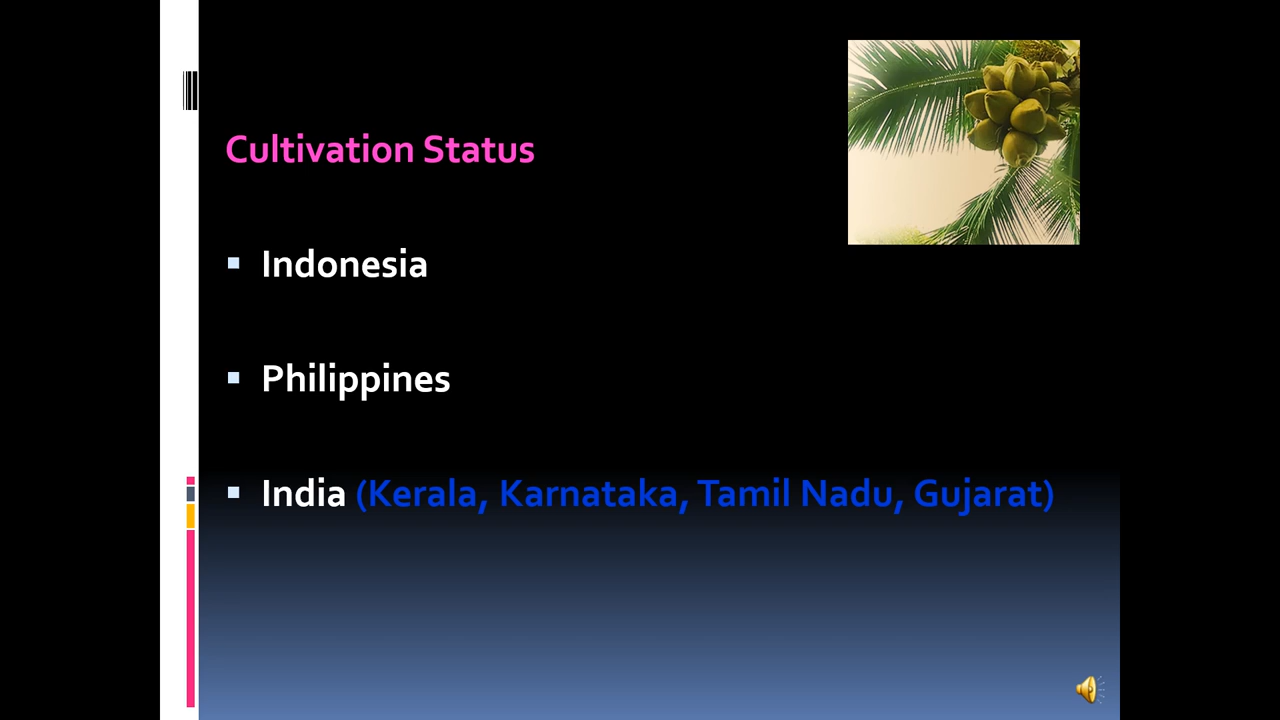 Cultivation Status
Indonesia
Philippines
India (Kerala, Karnataka, Tamil Nadu, Gujarat)